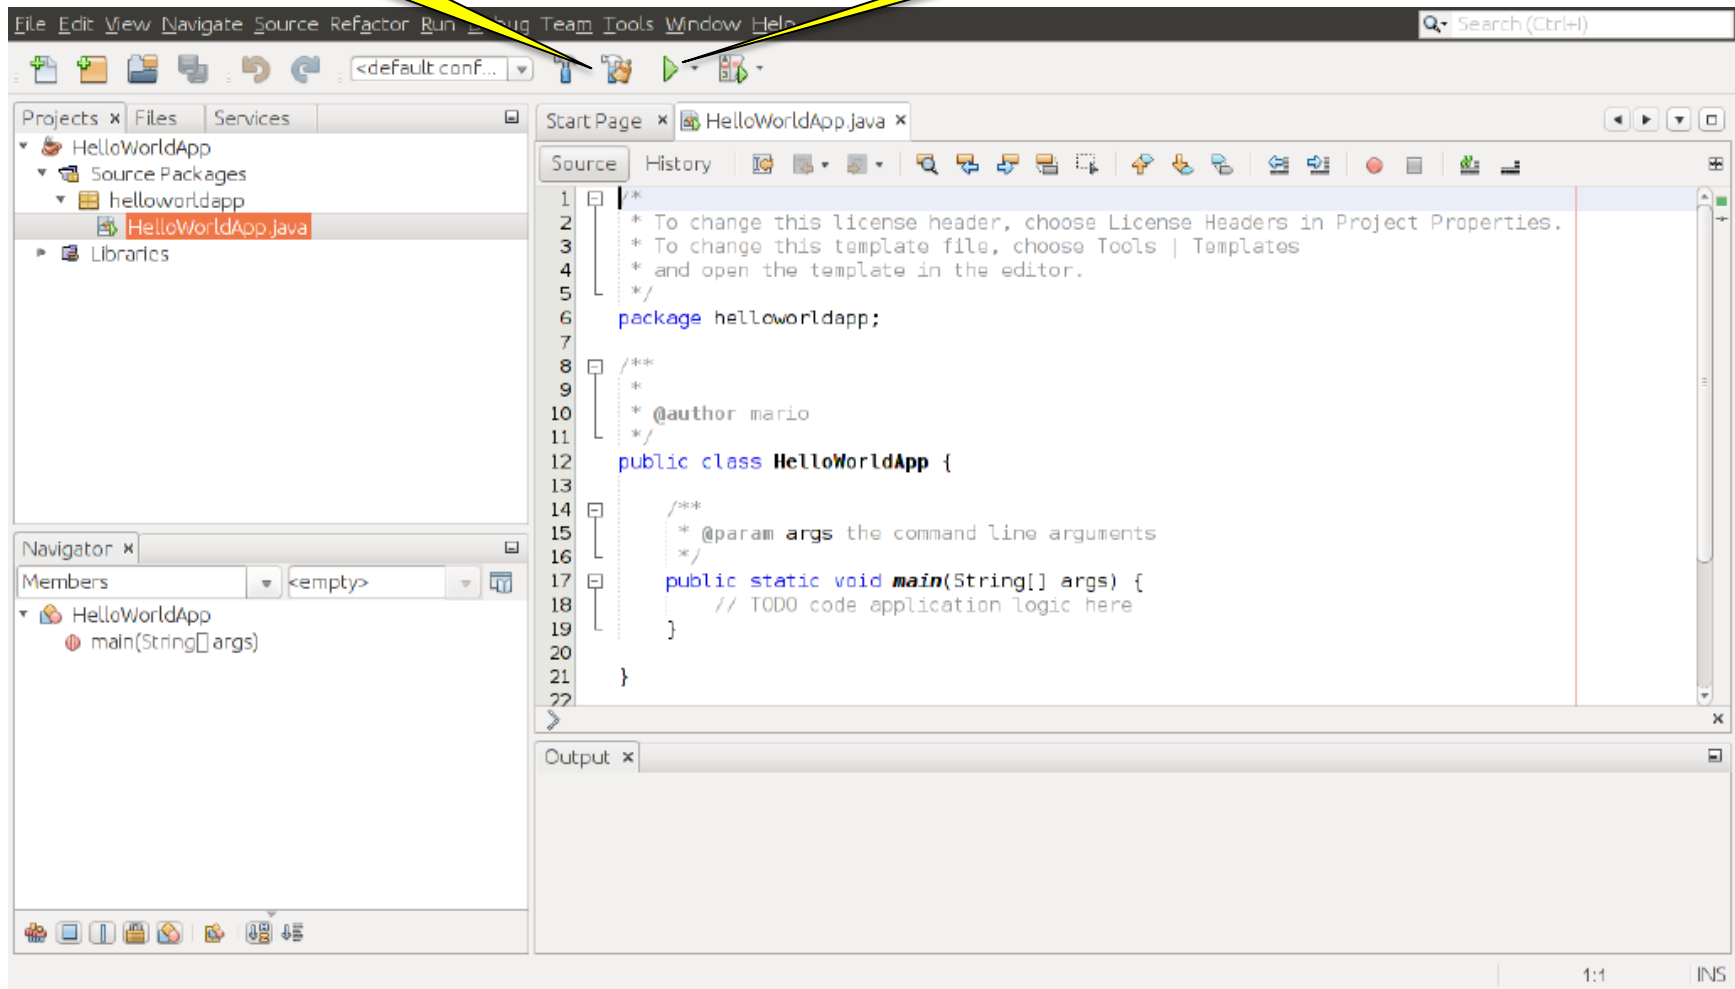 File Edit View Navigate Source Refactor Run Debug Team Tools Window Help
Search (Ctrl+I)
<default conf...
Projects Files Services
HelloWorldApp
Source Packages
helloworldapp
HelloWorldApp.java
Libraries
Navigator
Members <empty>
HelloWorldApp
main(String[] args)
Start Page HelloWorldApp.java
Source History
1 /*
2 * To change this license header, choose License Headers in Project Properties.
3 * To change this template file, choose Tools | Templates
4 * and open the template in the editor.
5 */
6 package helloworldapp;
7
8 /**
9 *
10 * @author mario
11 */
12 public class HelloWorldApp {
13
14 /**
15 * @param args the command line arguments
16 */
17 public static void main(String[] args) {
18 // TODO code application logic here
19 }
20
21 }
22
Output
1:1 INS